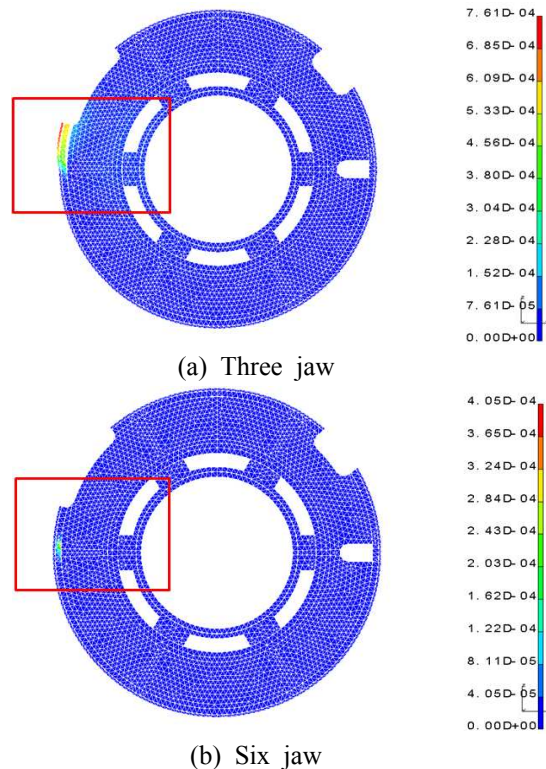 7.61D-04
6.85D-04
6.09D-04
5.33D-04
4.56D-04
3.80D-04
3.04D-04
2.28D-04
1.52D-04
7.61D-05
0.00D+00
(a) Three jaw
4.05D-04
3.65D-04
3.24D-04
2.84D-04
2.43D-04
2.03D-04
1.62D-04
1.22D-04
8.11D-05
4.05D-05
0.00D+00
(b) Six jaw